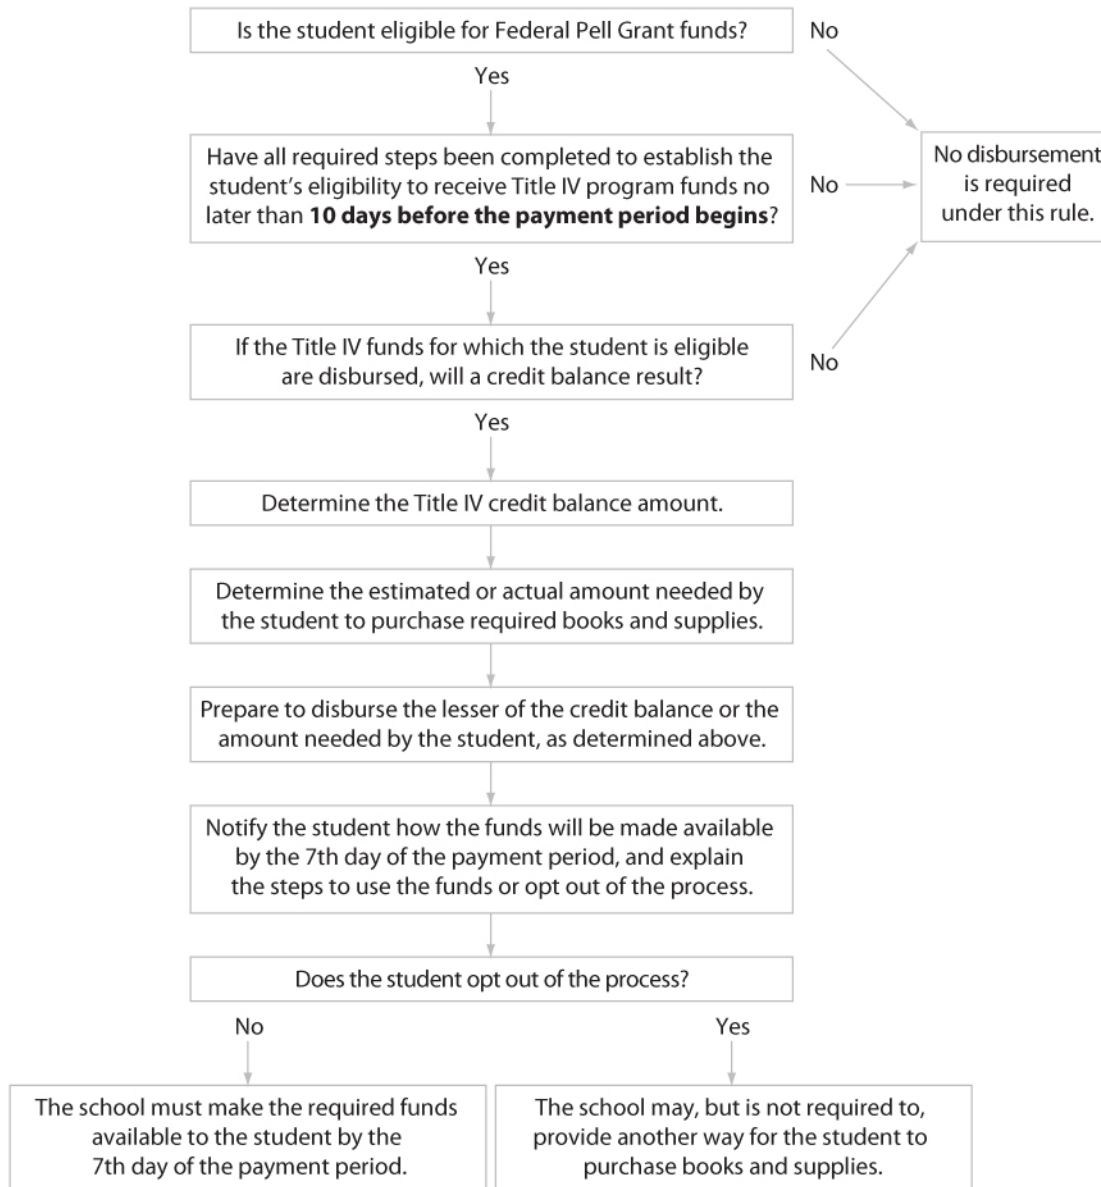 Is the student eligible for Federal Pell Grant funds?
No
Yes
Have all required steps been completed to establish the
student’s eligibility to receive Title IV program funds no
later than 10 days before the payment period begins?
No
No disbursement
is required
under this rule.
Yes
If the Title IV funds for which the student is eligible
are disbursed, will a credit balance result?
No
Yes
Determine the Title IV credit balance amount.
Determine the estimated or actual amount needed by
the student to purchase required books and supplies.
Prepare to disburse the lesser of the credit balance or the
amount needed by the student, as determined above.
Notify the student how the funds will be made available
by the 7th day of the payment period, and explain
the steps to use the funds or opt out of the process.
Does the student opt out of the process?
No
Yes
The school must make the required funds
available to the student by the
7th day of the payment period.
The school may, but is not required to,
provide another way for the student to
purchase books and supplies.